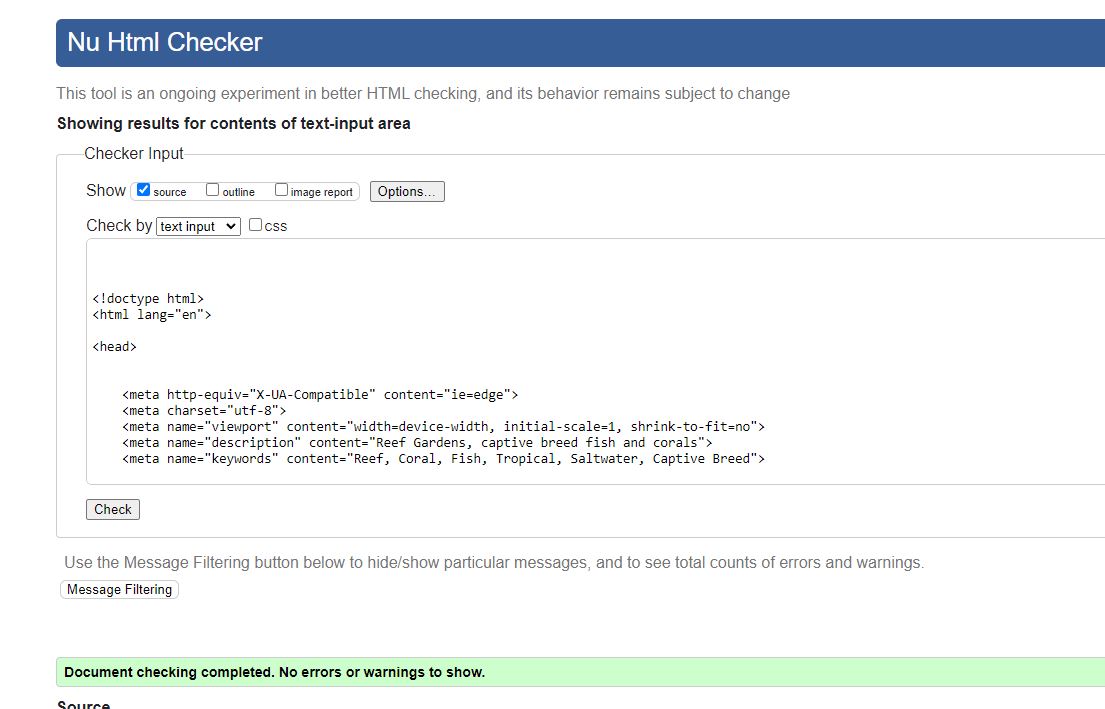 Nu Html Checker
This tool is an ongoing experiment in better HTML checking, and its behavior remains subject to change
Showing results for contents of text-input area
Checker Input
Show source outline image report Options...
Check by text input css
<!doctype html>
<html lang="en">
<head>
<meta http-equiv="X-UA-Compatible" content="ie=edge">
<meta charset="utf-8">
<meta name="viewport" content="width=device-width, initial-scale=1, shrink-to-fit=no">
<meta name="description" content="Reef Gardens, captive breed fish and corals">
<meta name="keywords" content="Reef, Coral, Fish, Tropical, Saltwater, Captive Breed">
Check
Use the Message Filtering button below to hide/show particular messages, and to see total counts of errors and warnings.
Message Filtering
Document checking completed. No errors or warnings to show.
Source